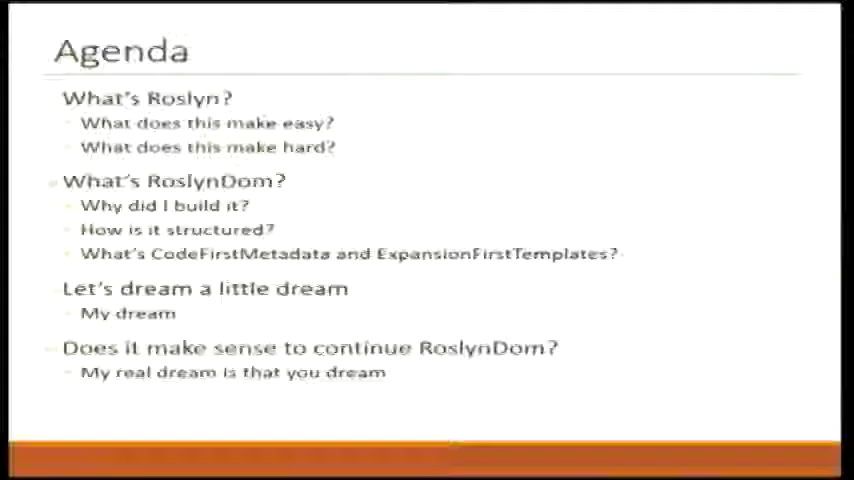 Agenda
What's Roslyn?
What does this make easy?
What does this make hard?
What's RoslynDom?
Why did I build it?
How is it structured?
What's CodeFirstMetadata and ExpansionFirstTemplates?
Let's dream a little dream
My dream
Does it make sense to continue RoslynDom?
My real dream is that you dream